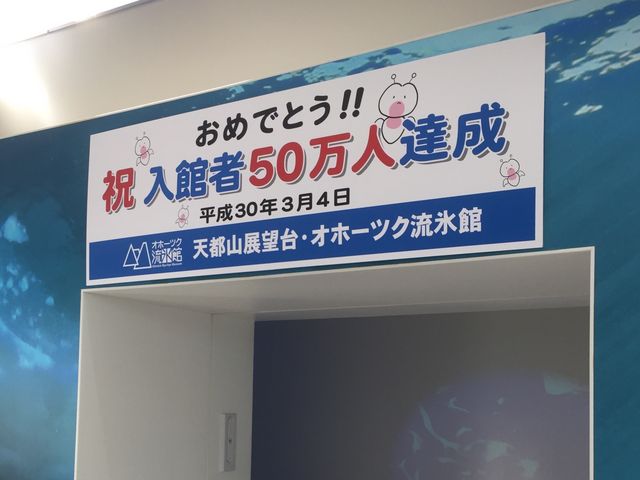 おめでとう!!
祝 入館者50万人達成
平成30年3月4日
オホーツク
流氷館
天都山展望台・オホーツク流氷館